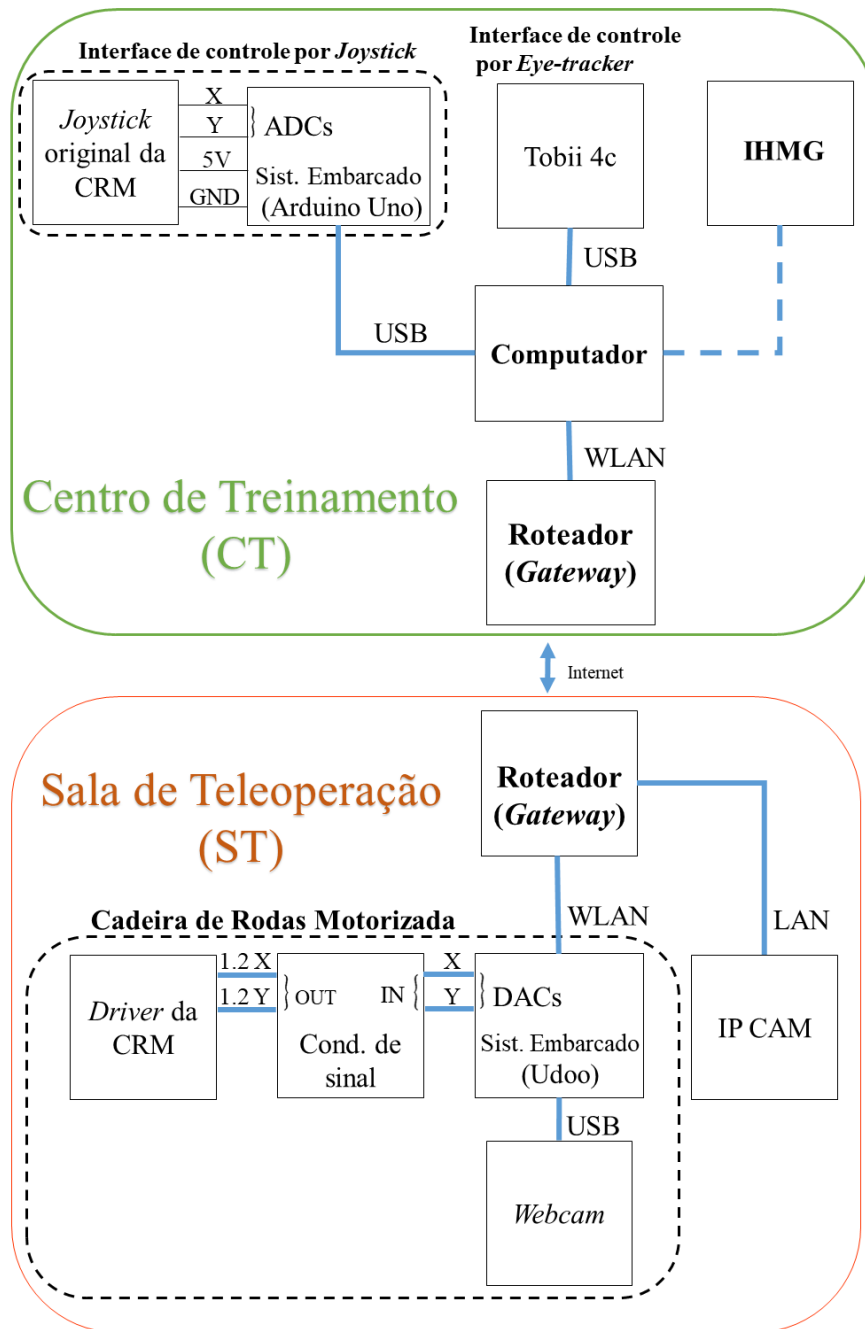 Interface de controle por Joystick
Joystick
original da
CRM
X
Y
5V
GND
ADCs
Sist. Embarcado
(Arduino Uno)
Interface de controle
por Eye-tracker
Tobii 4c
IHMG
USB
USB
Computador
WLAN
Centro de Treinamento
(CT)
Roteador
(Gateway)
Internet
Sala de Teleoperação
(ST)
Roteador
(Gateway)
WLAN
LAN
Cadeira de Rodas Motorizada
Driver da
CRM
1.2 X
1.2 Y
OUT
IN
Cond. de
sinal
X
Y
DACs
Sist. Embarcado
(Udoo)
IP CAM
USB
Webcam